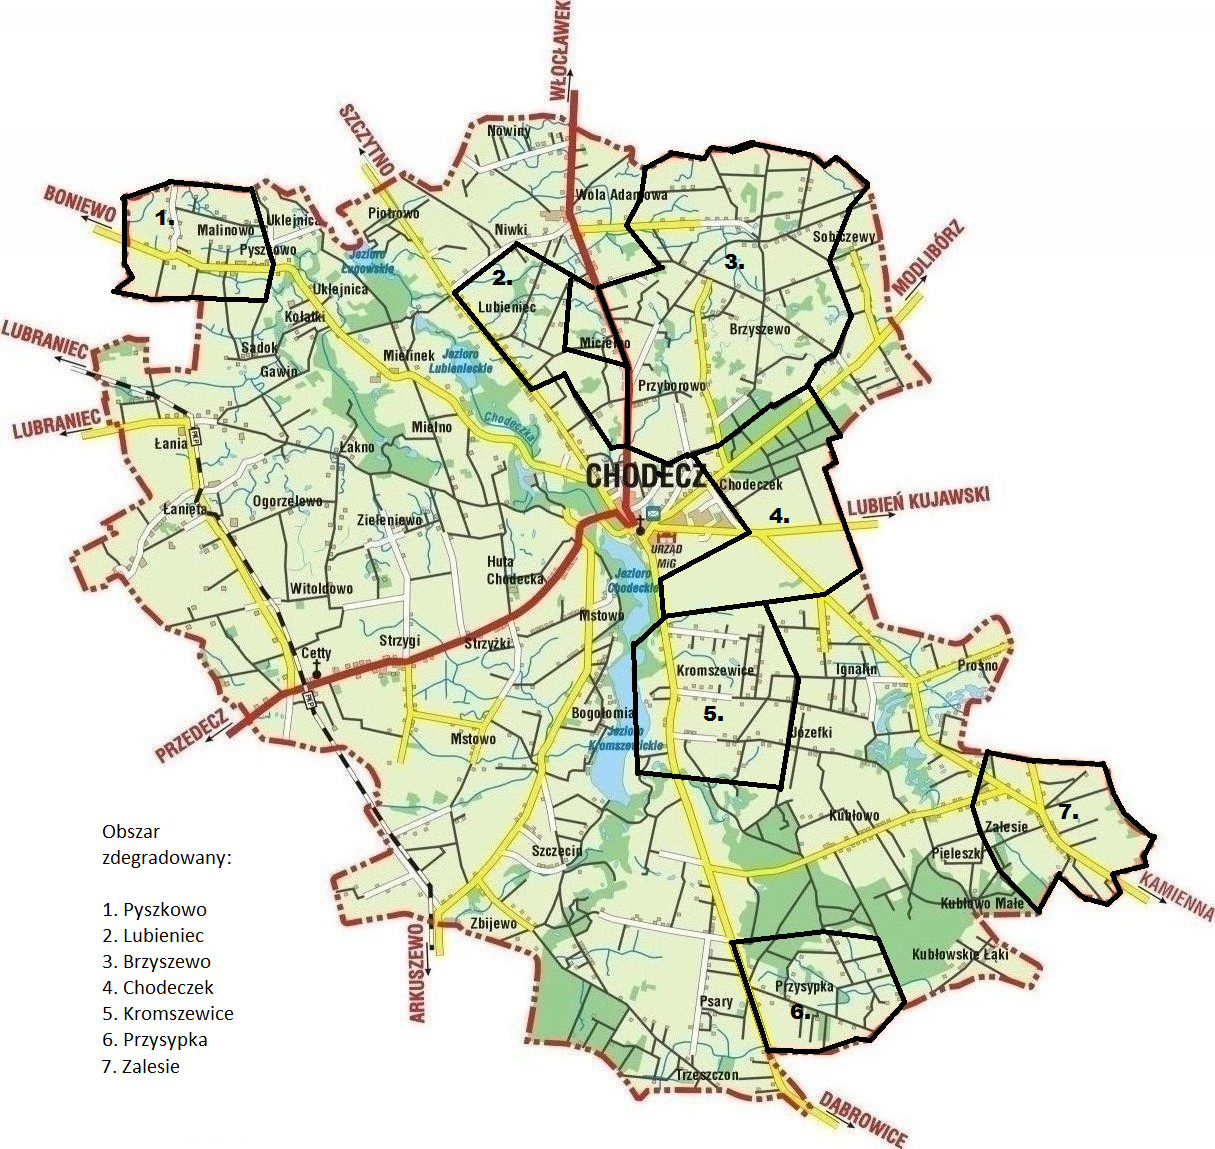 WŁOCŁAWEK
SZCZYTNO
Nowiny
BONIEWO
1.
Malinowo
Uklejnica
Pyszkowo
Piotrowo
Wola Adamowa
Niwki
Sobiczewy
MODLIBÓRZ
Jezioro
Ługowskie
3.
2.
Lubieniec
Uklejnica
Kołatki
Brzyszewo
Miciełno
LUBRANIEC
Sadok
Gawin
Mielinek
Jezioro
Lubienieckie
Przyborowo
LUBRANIEC
Chodeczka
Mielno
Łakno
Łania
PKP
CHODECZ
Chodeczek
Ogorzelewo
Łanięta
Zieleniewo
4.
LUBIEŃ KUJAWSKI
URZĄD
MiG
Huta
Chodecka
Jezioro
Chodeckie
Witoldowo
Mstowo
Strzygi
Strzyżki
Cetty
PKP
Kromszewice
Ignalin
Prosno
5.
Bogołomia
Jezioro
Kromszewickie
Józefki
PRZEDECZ
Mstowo
Kubłowo
7.
Zalesie
Pieleszki
Szczecin
KAMIENNA
Kubłowo Małe
Zbijewo
Kubłowskie Łąki
ARKUSZEWO
Przysypka
6.
Psary
Trzeszczon
DĄBROWICE
Obszar
zdegradowany:
1. Pyszkowo
2. Lubieniec
3. Brzyszewo
4. Chodeczek
5. Kromszewice
6. Przysypka
7. Zalesie